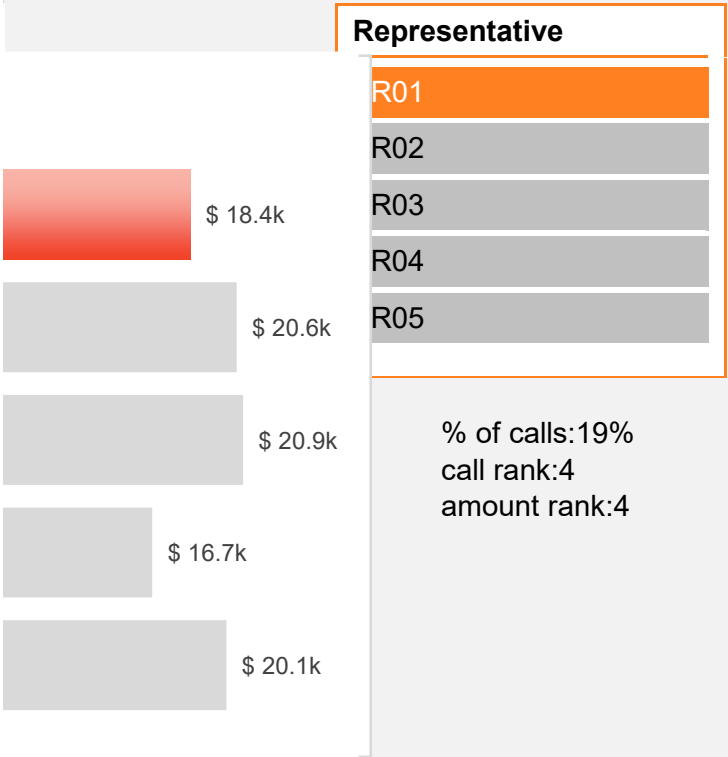 Representative
R01
R02
R03
R04
R05
$ 18.4k
$ 20.6k
$ 20.9k
$ 16.7k
$ 20.1k
% of calls:19%
call rank:4
amount rank:4